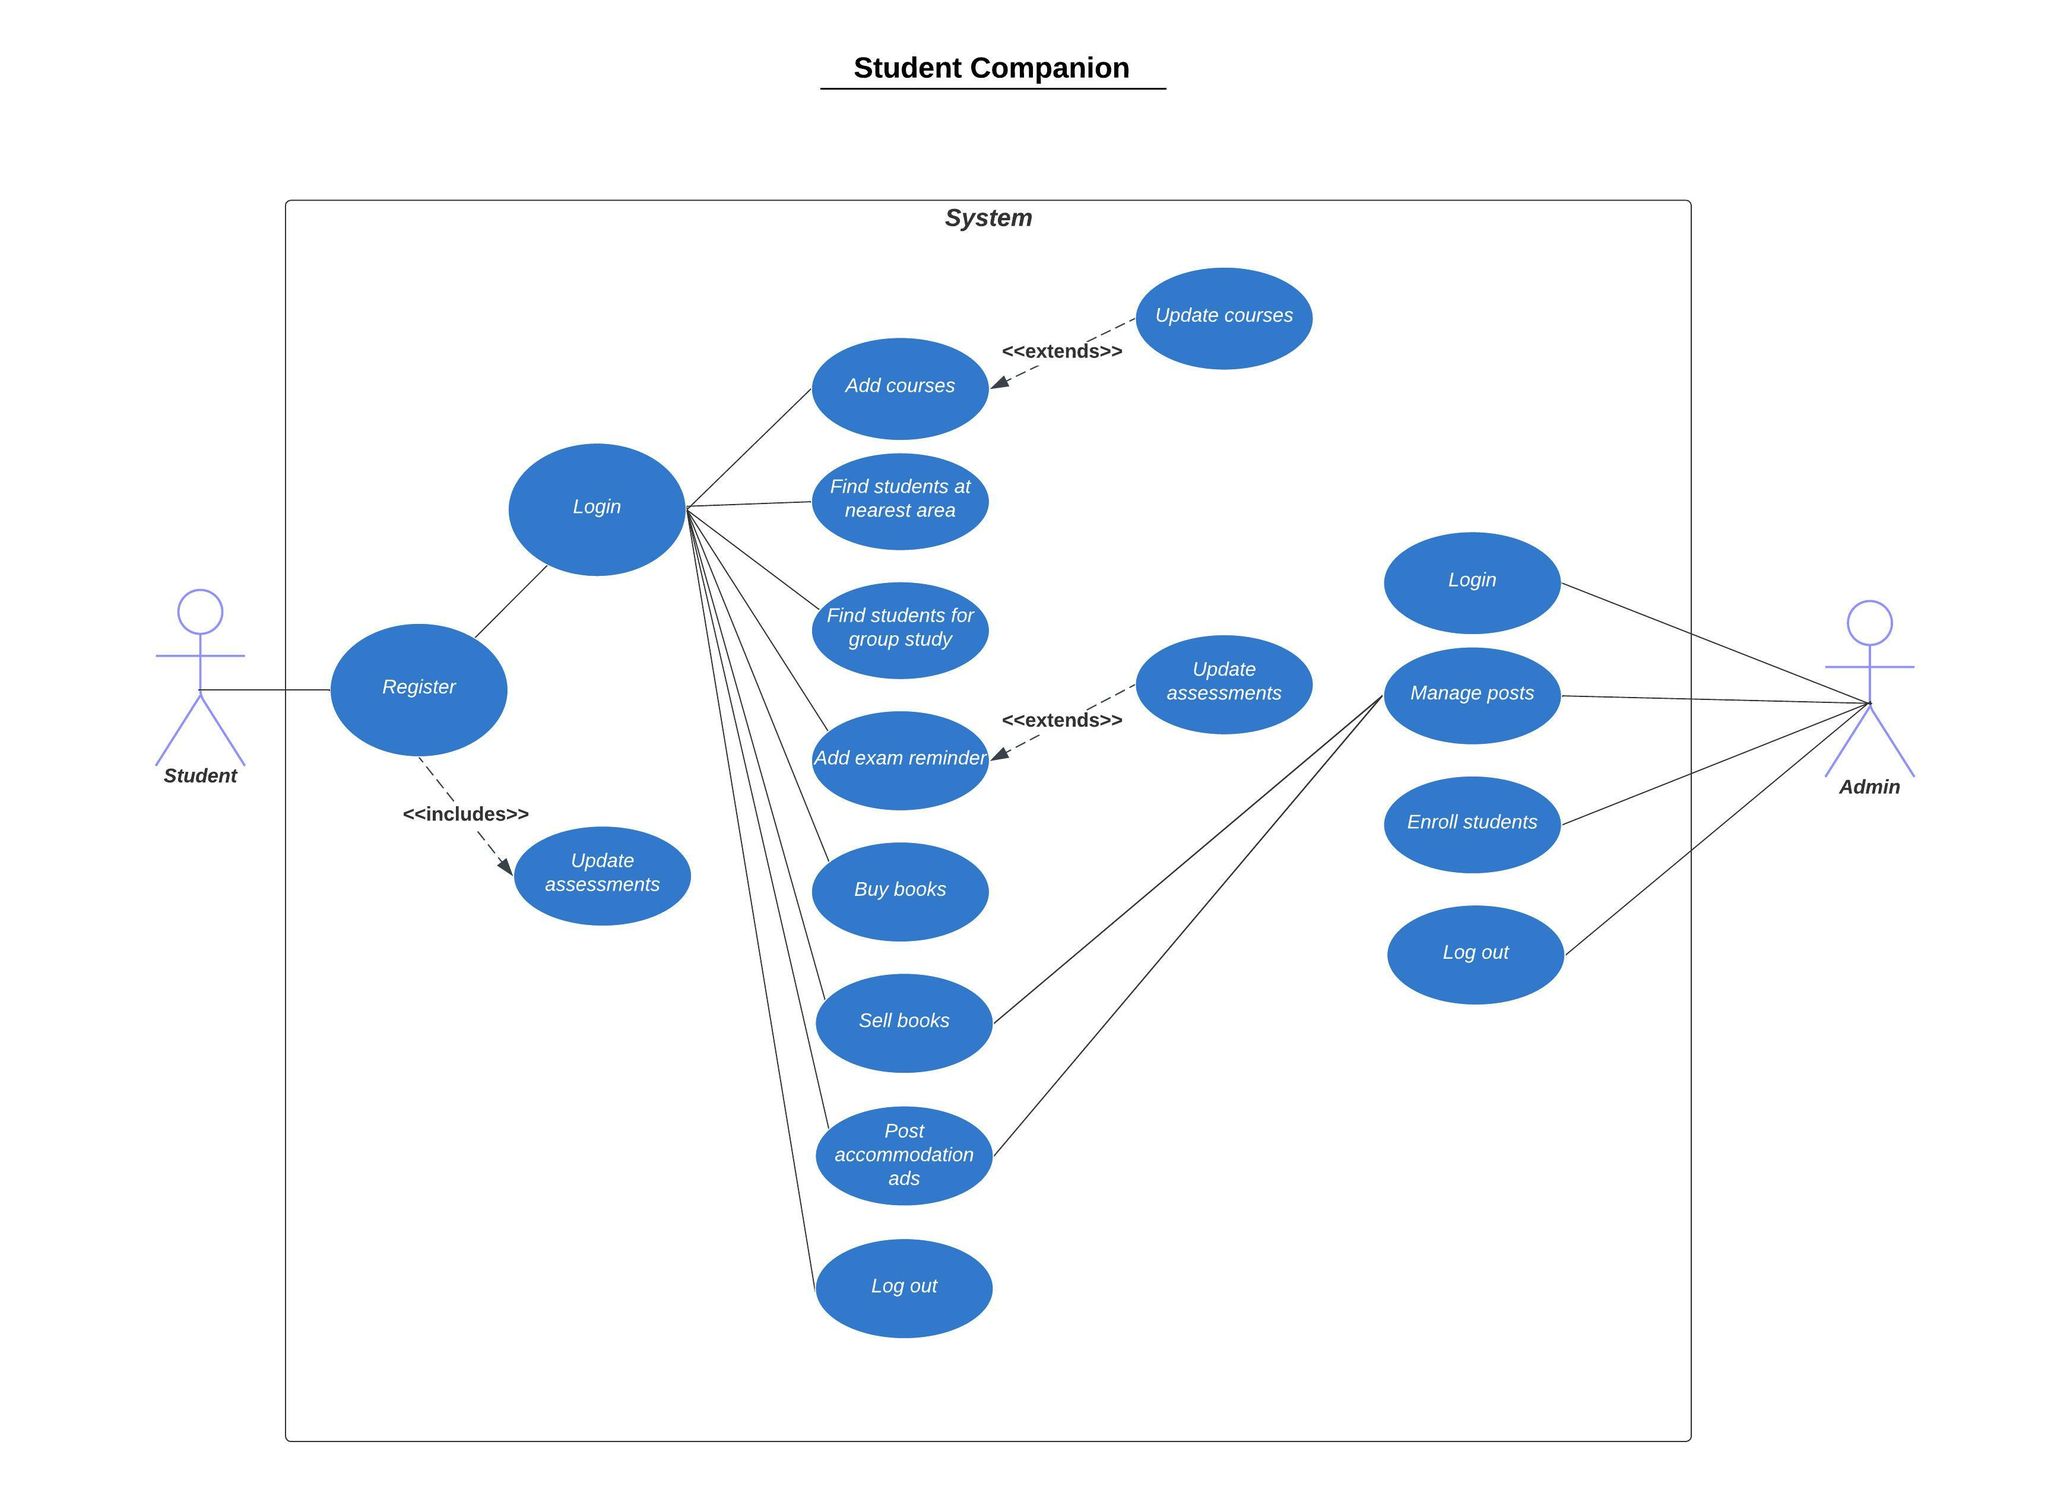 Student Companion
System
Update courses
<<extends>>
Add courses
Find students at
nearest area
Login
Find students for
group study
Login
Register
Update
assessments
Manage posts
<<extends>>
Add exam reminder
Student
Admin
<<includes>>
Enroll students
Update
assessments
Buy books
Log out
Sell books
Post
accommodation
ads
Log out